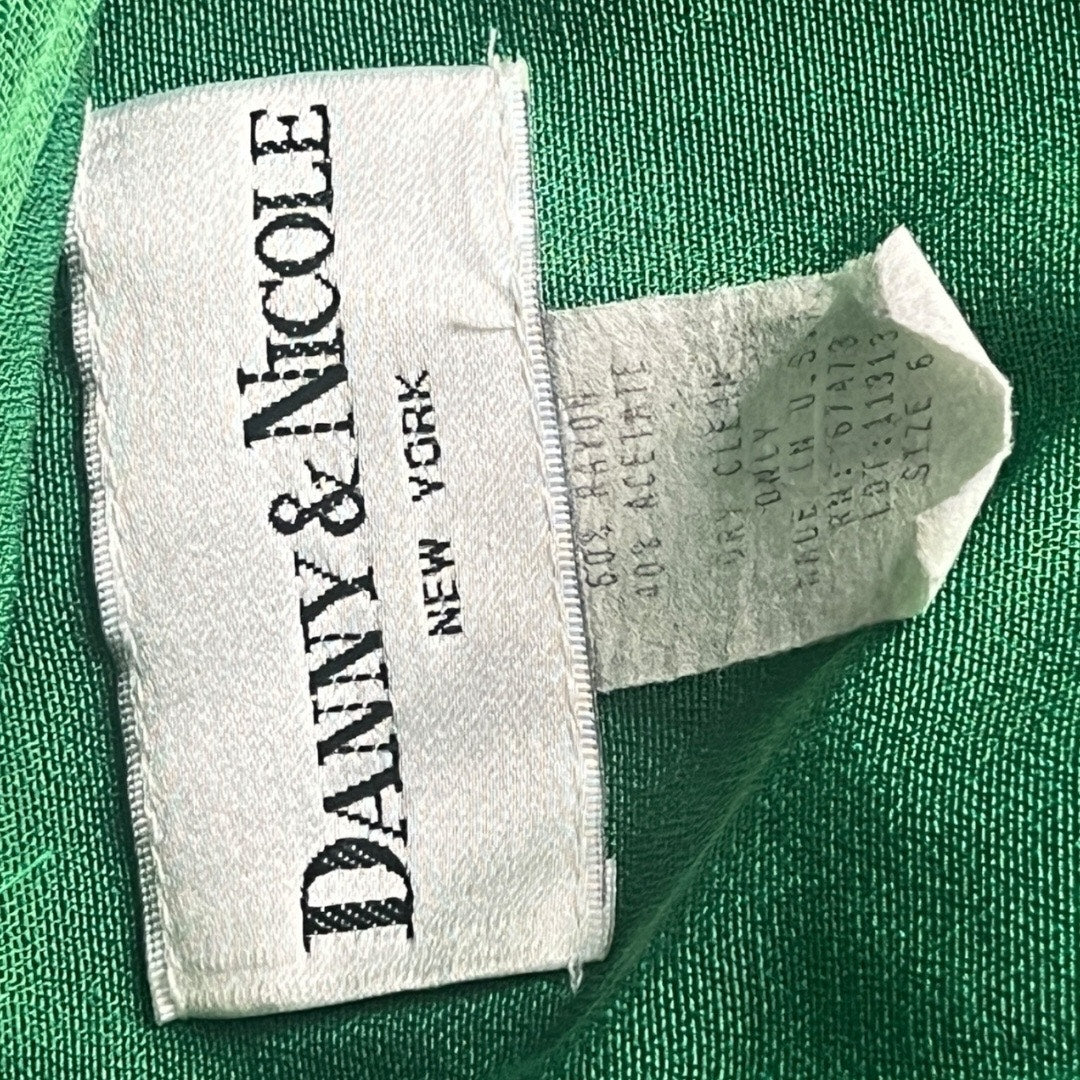 DANNY & NICOLE
NEW YORK
60% RAYON
40% ACETATE
DRY CLEAN
ONLY
MADE IN U.S.
RN: 67473
LOT: 11313
SIZE 6